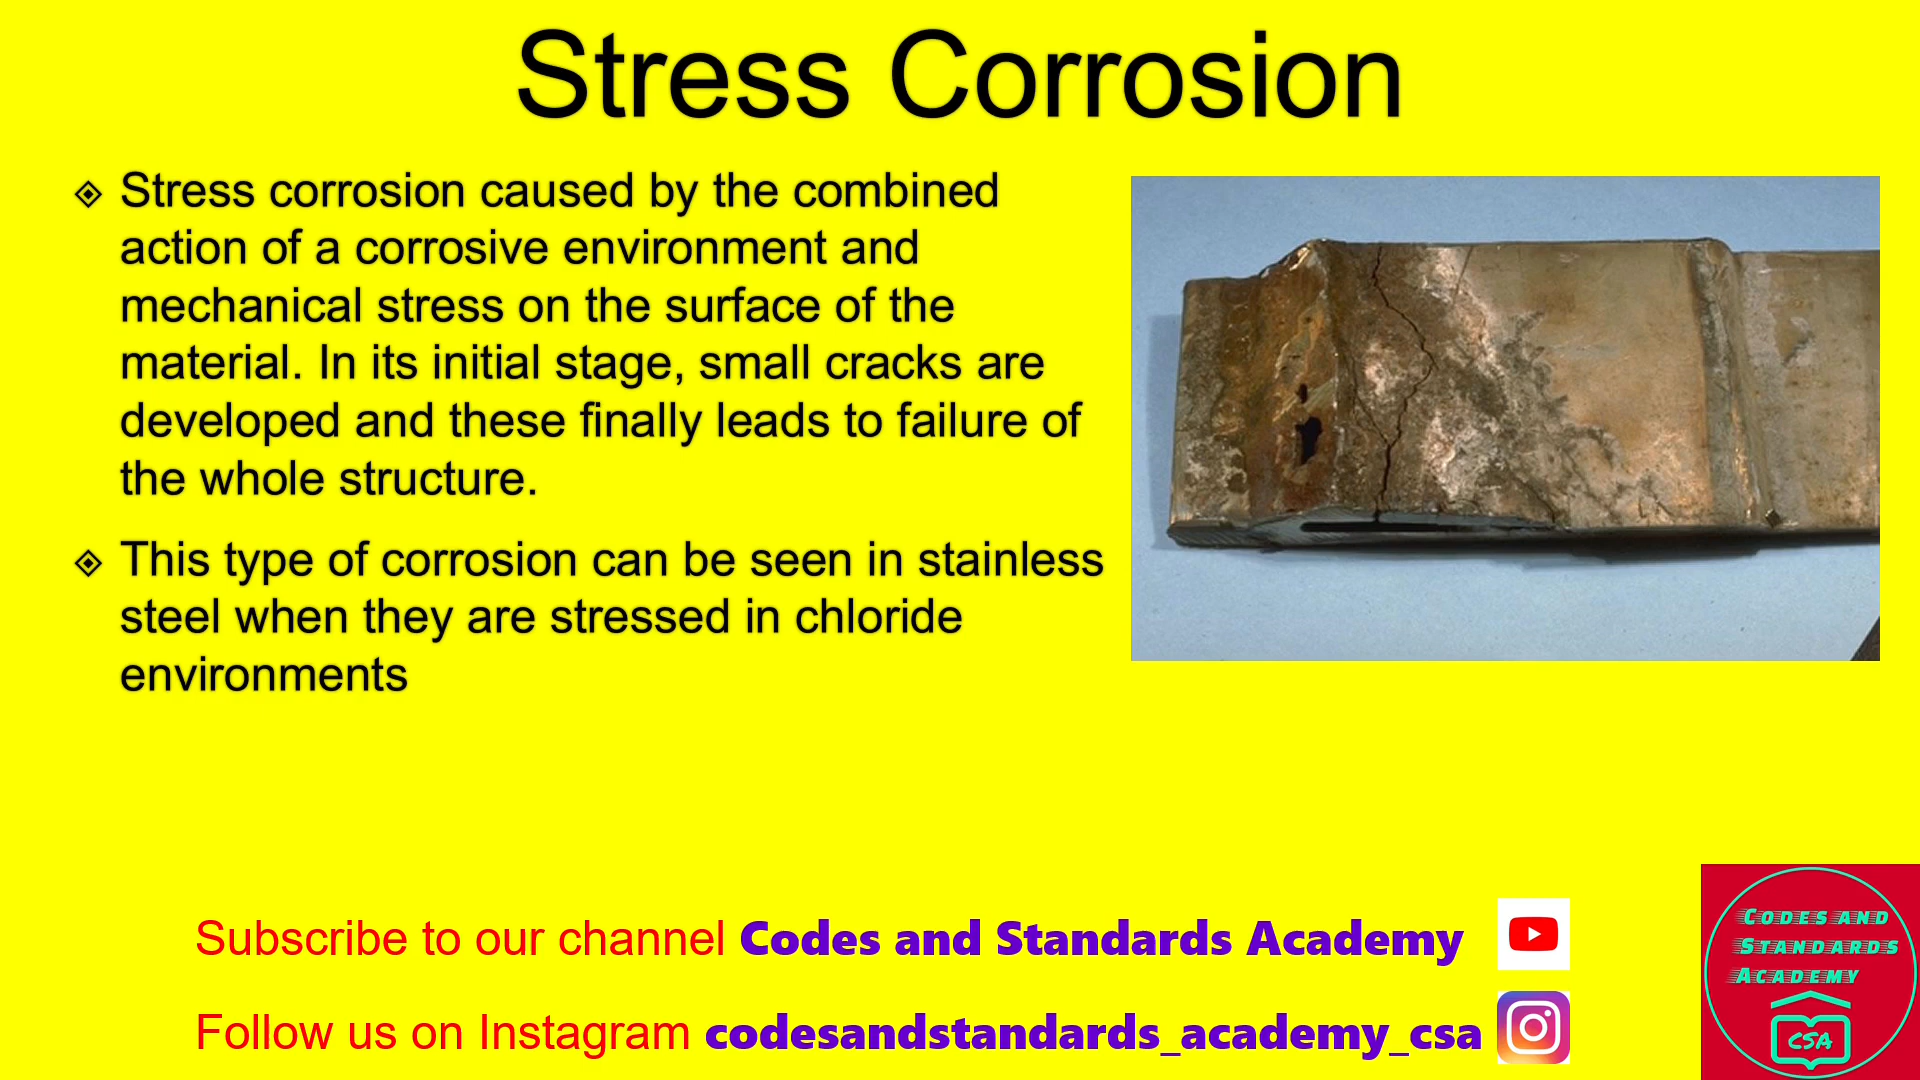 Stress Corrosion
Stress corrosion caused by the combined
action of a corrosive environment and
mechanical stress on the surface of the
material. In its initial stage, small cracks are
developed and these finally leads to failure of
the whole structure.
This type of corrosion can be seen in stainless
steel when they are stressed in chloride
environments
Subscribe to our channel Codes and Standards Academy
Follow us on Instagram codesandstandards_academy_csa
CODES AND
STANDARDS
ACADEMY
CSA